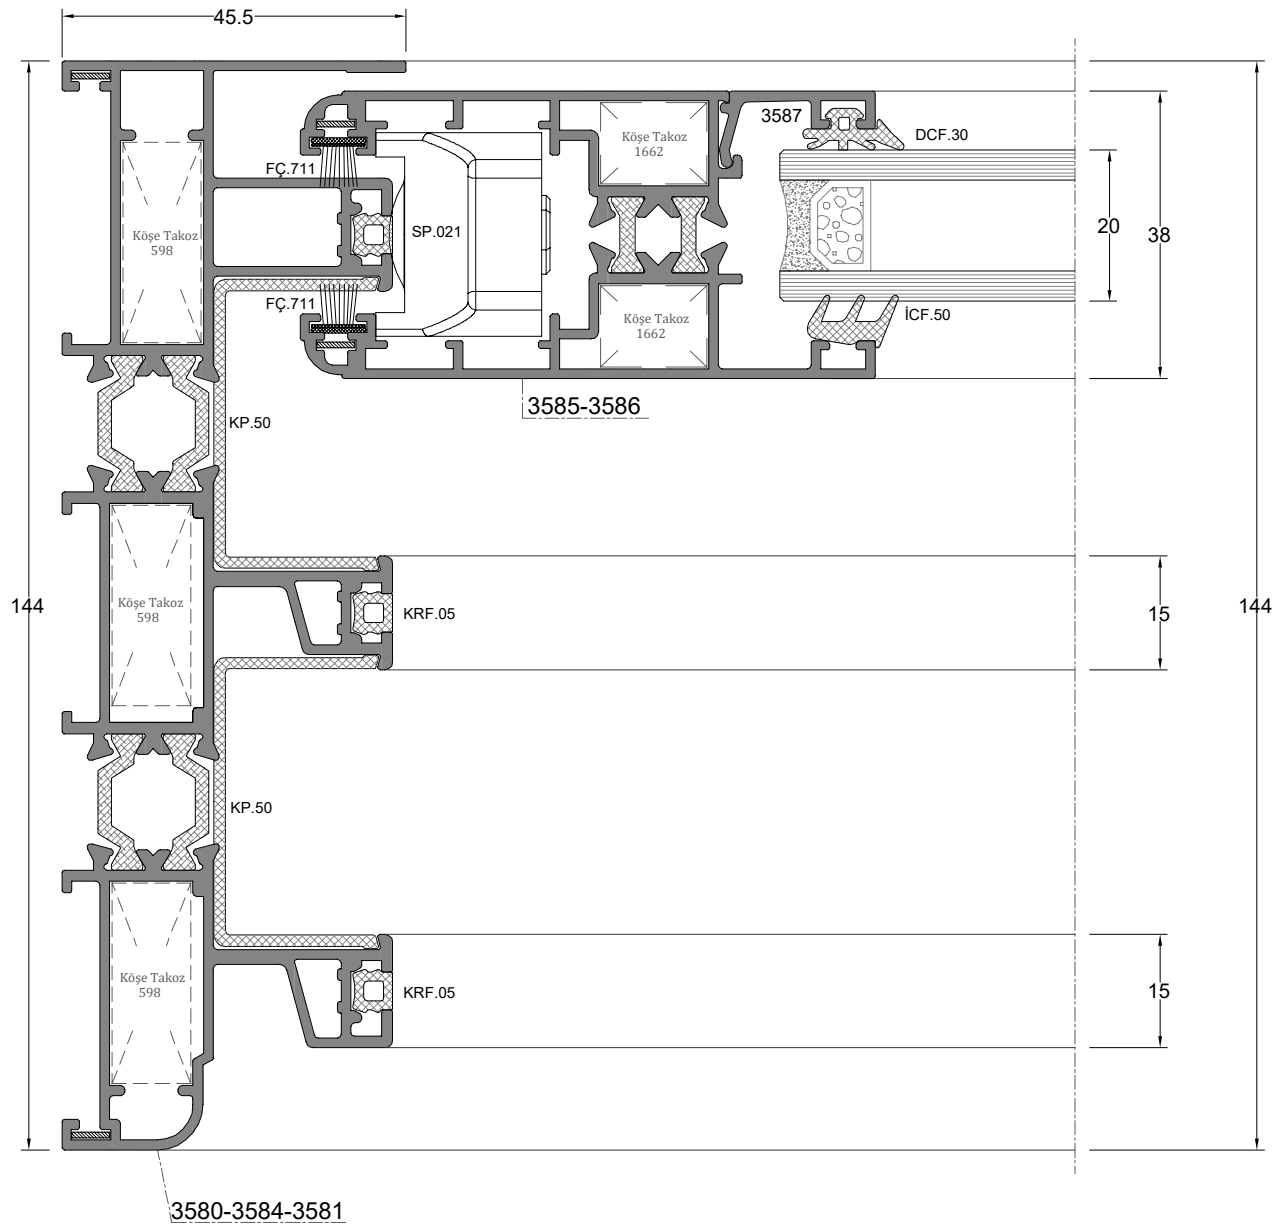 45.5
3587
DCF.30
Köşe Takoz
1662
FÇ.711
Köşe Takoz
598
SP.021
20
38
FÇ.711
Köşe Takoz
1662
İCF.50
3585-3586
KP.50
144
Köşe Takoz
598
KRF.05
15
144
KP.50
Köşe Takoz
598
KRF.05
15
3580-3584-3581